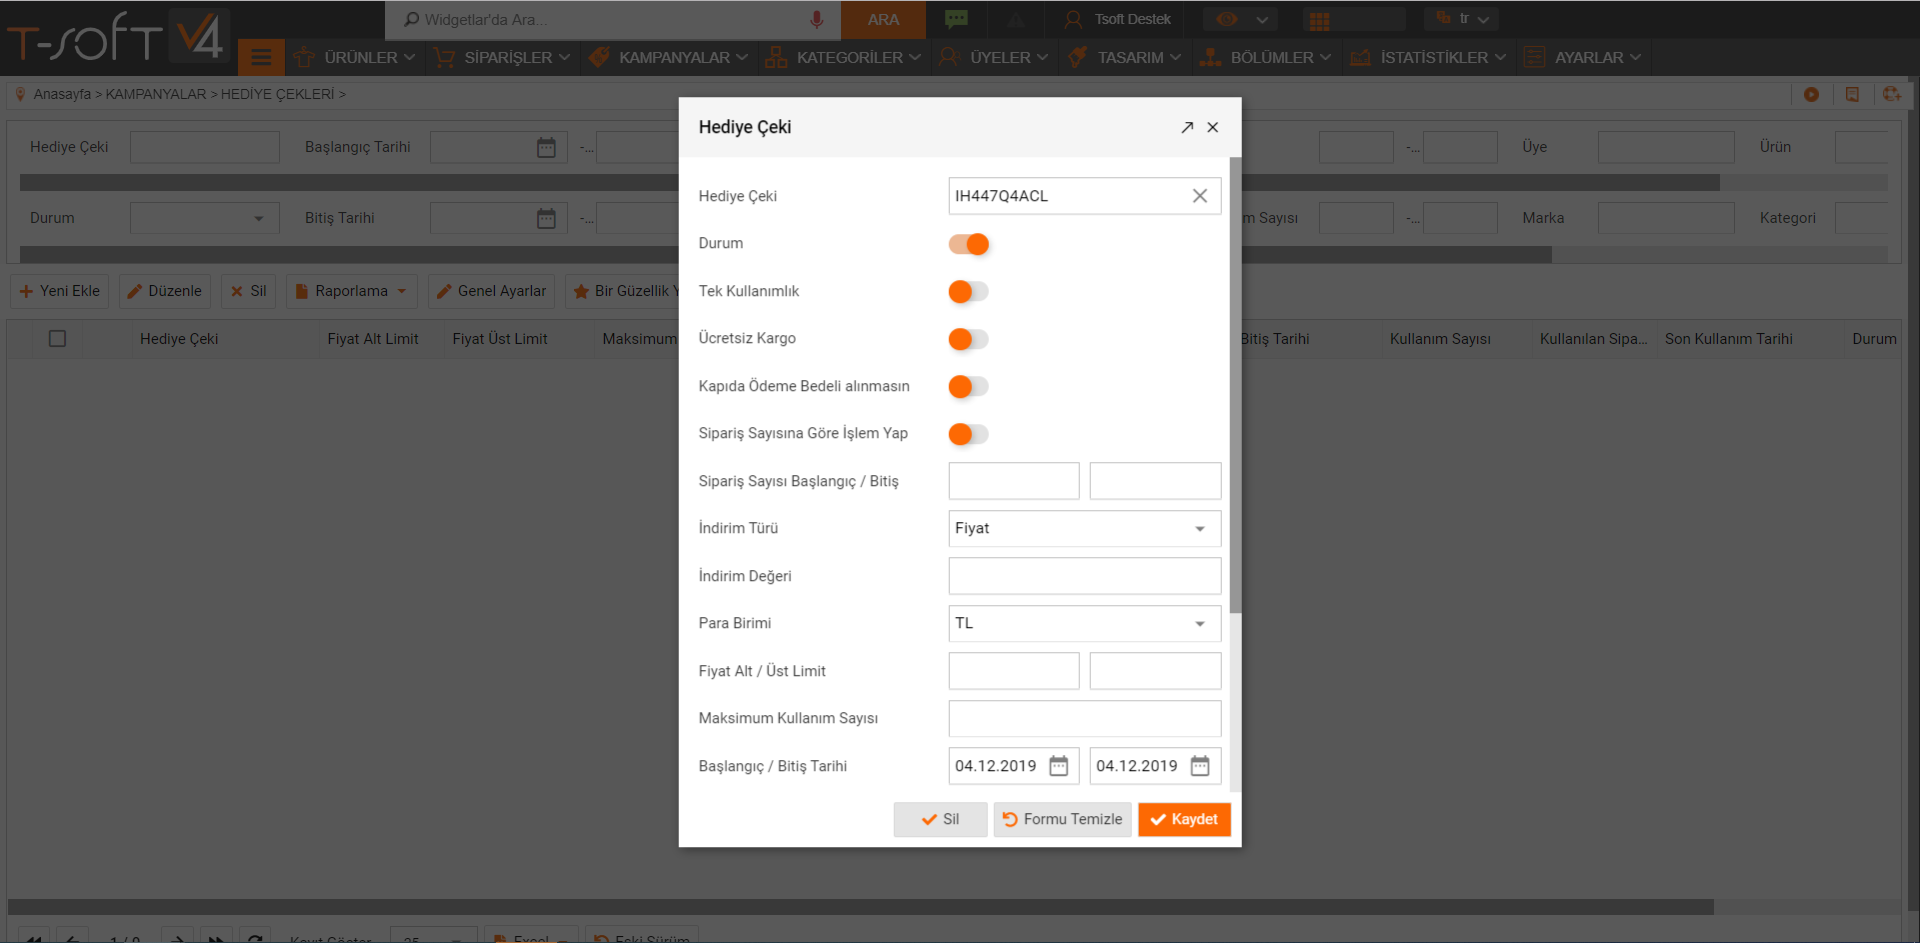 T-SOFT V4
Widgetlar'da Ara...
ARA
Tsoft Destek
tr
ÜRÜNLER
SİPARİŞLER
KAMPANYALAR
KATEGORİLER
ÜYELER
TASARIM
BÖLÜMLER
İSTATİSTİKLER
AYARLAR
Anasayfa > KAMPANYALAR > HEDİYE ÇEKLERİ >
Hediye Çeki
Başlangıç Tarihi
-...
-...
Üye
Ürün
Durum
Bitiş Tarihi
-...
m Sayısı
-...
Marka
Kategori
Yeni Ekle
Düzenle
Sil
Raporlama
Genel Ayarlar
Bir Güzellik
Hediye Çeki
Fiyat Alt Limit
Fiyat Üst Limit
Maksimum
Bitiş Tarihi
Kullanım Sayısı
Kullanılan Sipa...
Son Kullanım Tarihi
Durum
Hediye Çeki
Hediye Çeki
IH447Q4ACL
Durum
Tek Kullanımlık
Ücretsiz Kargo
Kapıda Ödeme Bedeli alınmasın
Sipariş Sayısına Göre İşlem Yap
Sipariş Sayısı Başlangıç / Bitiş
İndirim Türü
Fiyat
İndirim Değeri
Para Birimi
TL
Fiyat Alt / Üst Limit
Maksimum Kullanım Sayısı
Başlangıç / Bitiş Tarihi
04.12.2019
04.12.2019
Sil
Formu Temizle
Kaydet
Kayıt Göster
25
Excel
Eski Sürüm